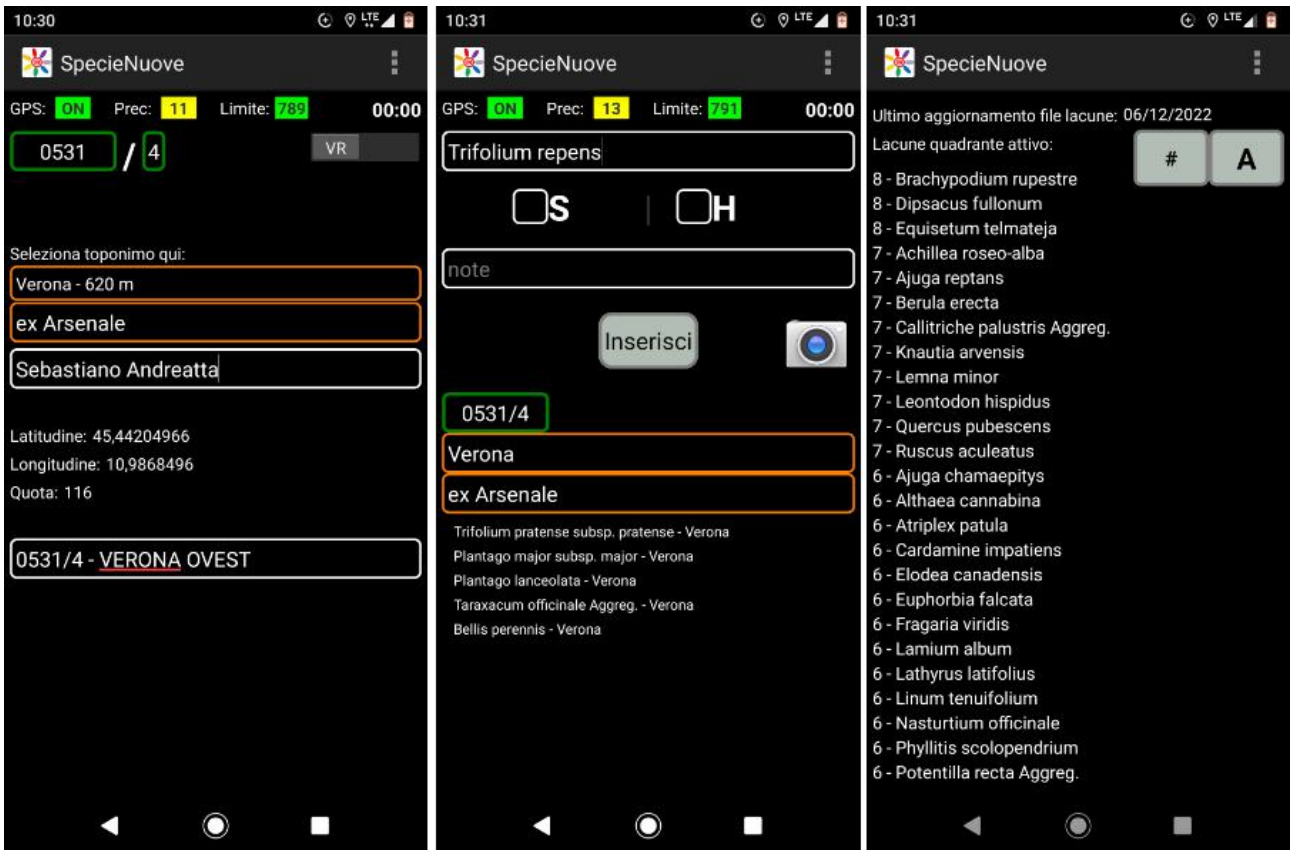 10:30 LTE
SpecieNuove
GPS: ON Prec: 11 Limite: 789 00:00
0531 / 4 VR
Seleziona toponimo qui:
Verona - 620 m
ex Arsenale
Sebastiano Andreatta
Latitudine: 45,44204966
Longitudine: 10,9868496
Quota: 116
0531/4 - VERONA OVEST
10:31 LTE
SpecieNuove
GPS: ON Prec: 13 Limite: 791 00:00
Trifolium repens
S H
note
Inserisci
0531/4
Verona
ex Arsenale
Trifolium pratense subsp. pratense - Verona
Plantago major subsp. major - Verona
Plantago lanceolata - Verona
Taraxacum officinale Aggreg. - Verona
Bellis perennis - Verona
10:31 LTE
SpecieNuove
Ultimo aggiornamento file lacune: 06/12/2022
Lacune quadrante attivo: # A
8 - Brachypodium rupestre
8 - Dipsacus fullonum
8 - Equisetum telmateja
7 - Achillea roseo-alba
7 - Ajuga reptans
7 - Berula erecta
7 - Callitriche palustris Aggreg.
7 - Knautia arvensis
7 - Lemna minor
7 - Leontodon hispidus
7 - Quercus pubescens
7 - Ruscus aculeatus
6 - Ajuga chamaepitys
6 - Althaea cannabina
6 - Atriplex patula
6 - Cardamine impatiens
6 - Elodea canadensis
6 - Euphorbia falcata
6 - Fragaria viridis
6 - Lamium album
6 - Lathyrus latifolius
6 - Linum tenuifolium
6 - Nasturtium officinale
6 - Phyllitis scolopendrium
6 - Potentilla recta Aggreg.